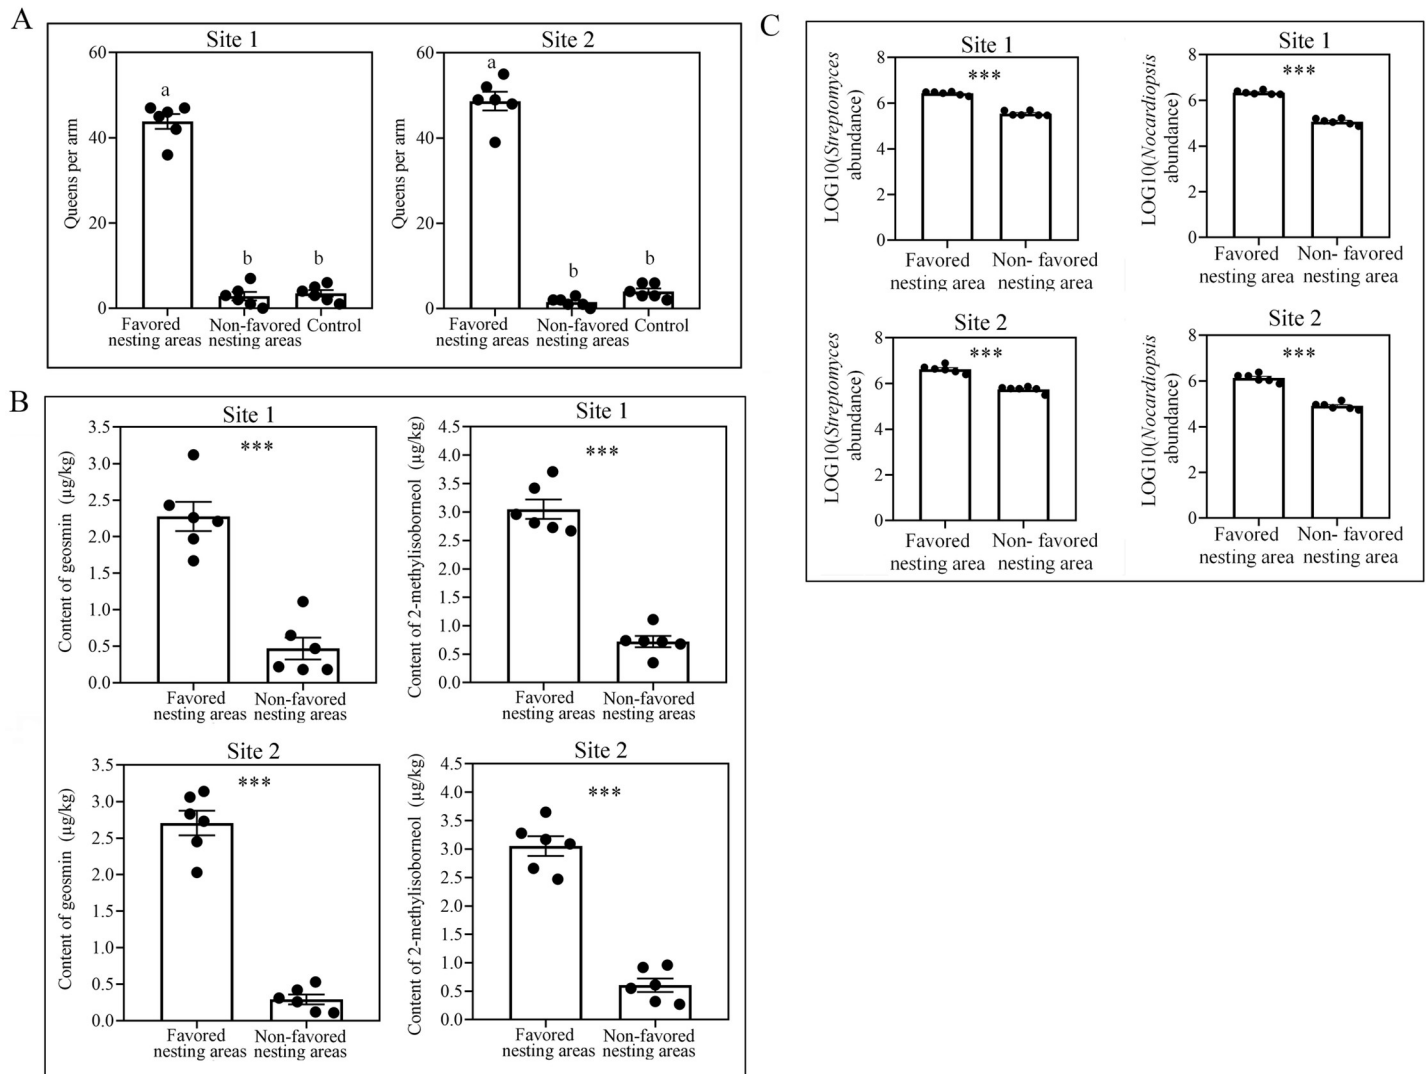 A
Site 1
Queens per arm
60
40
20
0
a
b
b
Favored
nesting areas
Non-favored
nesting areas
Control
Site 2
Queens per arm
60
40
20
0
a
b
b
Favored
nesting areas
Non-favored
nesting areas
Control
B
Site 1
Content of geosmin (μg/kg)
3.5
3.0
2.5
2.0
1.5
1.0
0.5
0.0
***
Favored
nesting areas
Non-favored
nesting areas
Site 1
Content of 2-methylisoborneol (μg/kg)
4.5
4.0
3.5
3.0
2.5
2.0
1.5
1.0
0.5
0.0
***
Favored
nesting areas
Non-favored
nesting areas
Site 2
Content of geosmin (μg/kg)
3.5
3.0
2.5
2.0
1.5
1.0
0.5
0.0
***
Favored
nesting areas
Non-favored
nesting areas
Site 2
Content of 2-methylisoborneol (μg/kg)
4.5
4.0
3.5
3.0
2.5
2.0
1.5
1.0
0.5
0.0
***
Favored
nesting areas
Non-favored
nesting areas
C
Site 1
LOG10(Streptomyces
abundance)
8
6
4
2
0
***
Favored
nesting area
Non- favored
nesting area
Site 1
LOG10(Nocardiopsis
abundance)
8
6
4
2
0
***
Favored
nesting area
Non- favored
nesting area
Site 2
LOG10(Streptomyces
abundance)
8
6
4
2
0
***
Favored
nesting area
Non- favored
nesting area
Site 2
LOG10(Nocardiopsis
abundance)
8
6
4
2
0
***
Favored
nesting area
Non- favored
nesting area